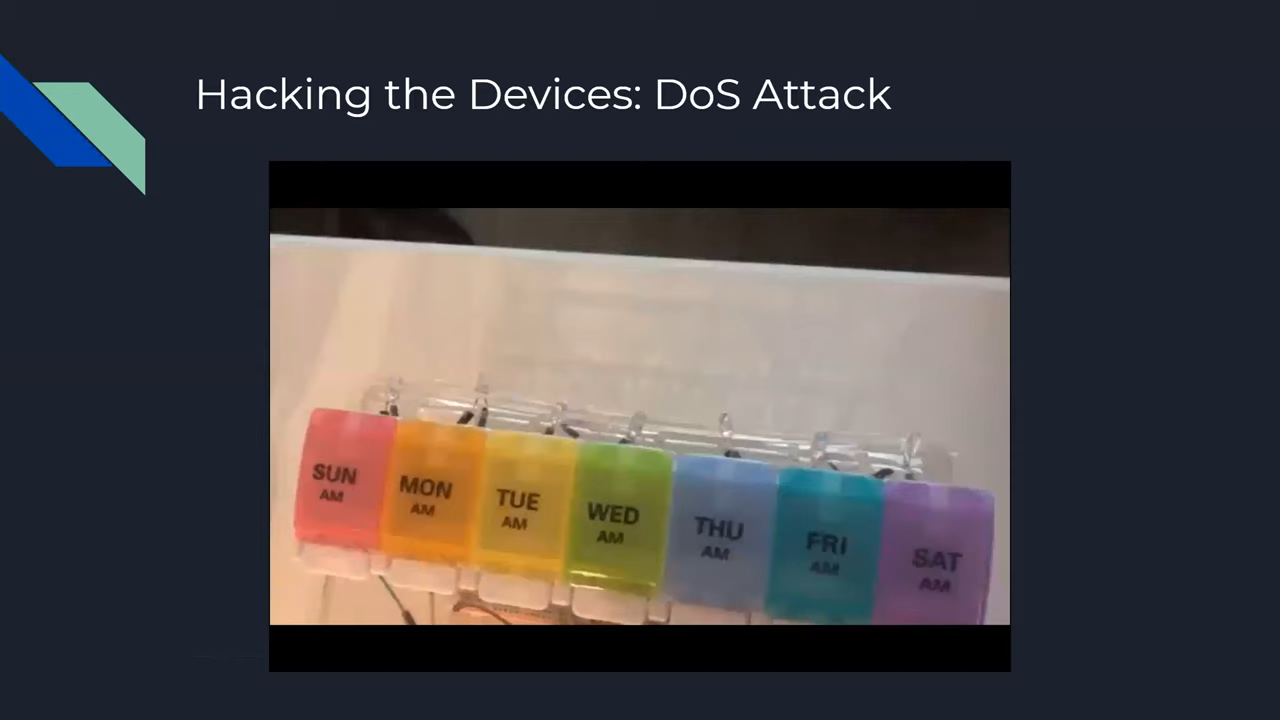 Hacking the Devices: DoS Attack
SUN
AM
MON
AM
TUE
AM
WED
AM
THU
AM
FRI
AM
SAT
AM